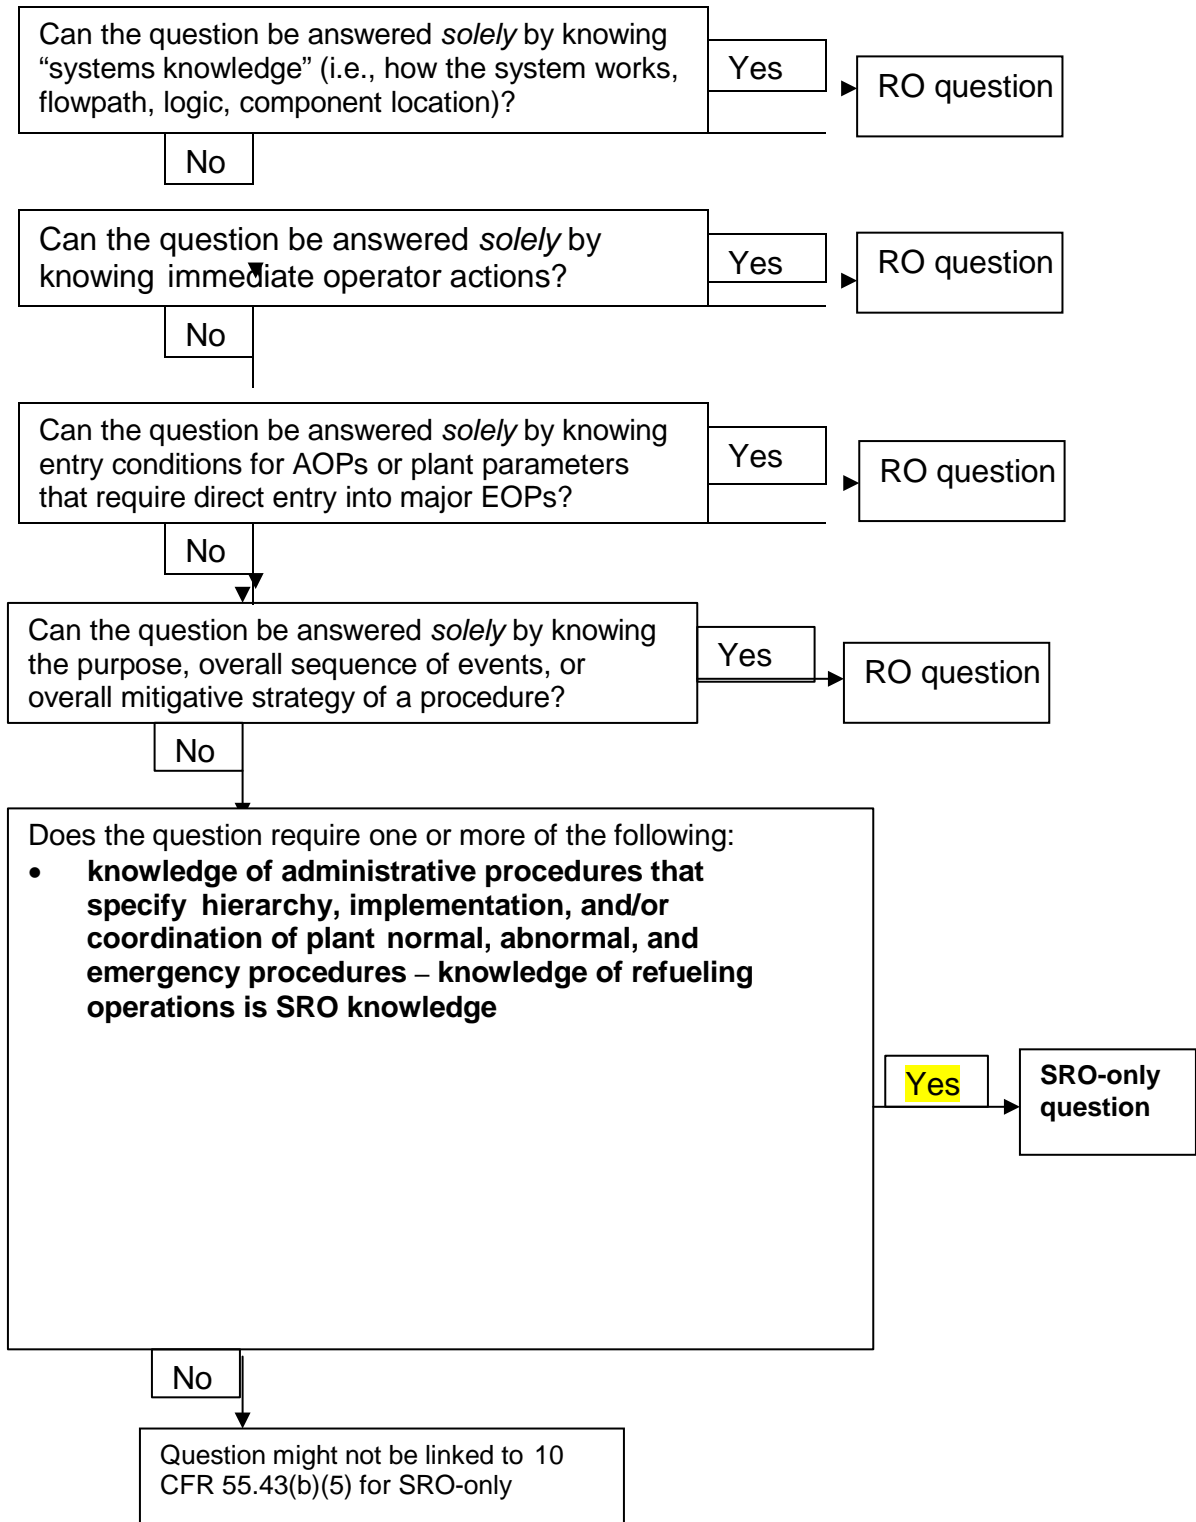 Can the question be answered solely by knowing
“systems knowledge” (i.e., how the system works,
flowpath, logic, component location)?
Yes
RO question
No
Can the question be answered solely by
knowing immediate operator actions?
Yes
RO question
No
Can the question be answered solely by knowing
entry conditions for AOPs or plant parameters
that require direct entry into major EOPs?
Yes
RO question
No
Can the question be answered solely by knowing
the purpose, overall sequence of events, or
overall mitigative strategy of a procedure?
Yes
RO question
No
Does the question require one or more of the following:
• knowledge of administrative procedures that
specify hierarchy, implementation, and/or
coordination of plant normal, abnormal, and
emergency procedures – knowledge of refueling
operations is SRO knowledge
Yes
SRO-only
question
No
Question might not be linked to 10
CFR 55.43(b)(5) for SRO-only